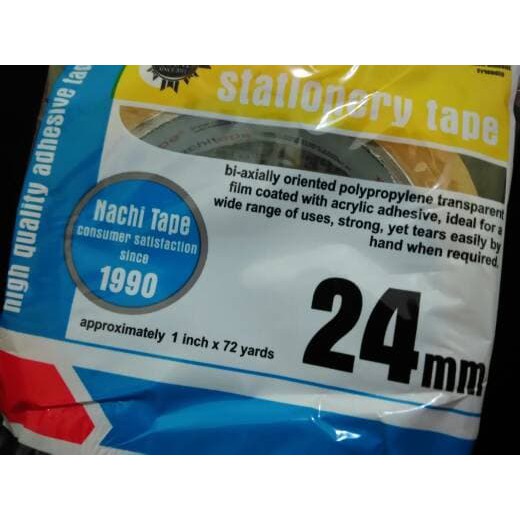 stationery tape
high quality adhesive tape
bi-axially oriented polypropylene transparent
film coated with acrylic adhesive, ideal for a
wide range of uses, strong, yet tears easily by
hand when required.
Nachi Tape
consumer satisfaction
since
1990
24mm
approximately 1 inch x 72 yards